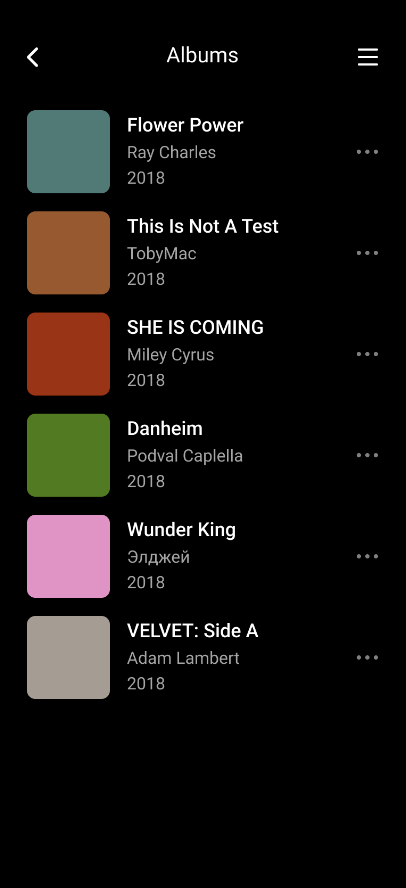 Albums
Flower Power
Ray Charles
2018
This Is Not A Test
TobyMac
2018
SHE IS COMING
Miley Cyrus
2018
Danheim
Podval Caplella
2018
Wunder King
Элджей
2018
VELVET: Side A
Adam Lambert
2018